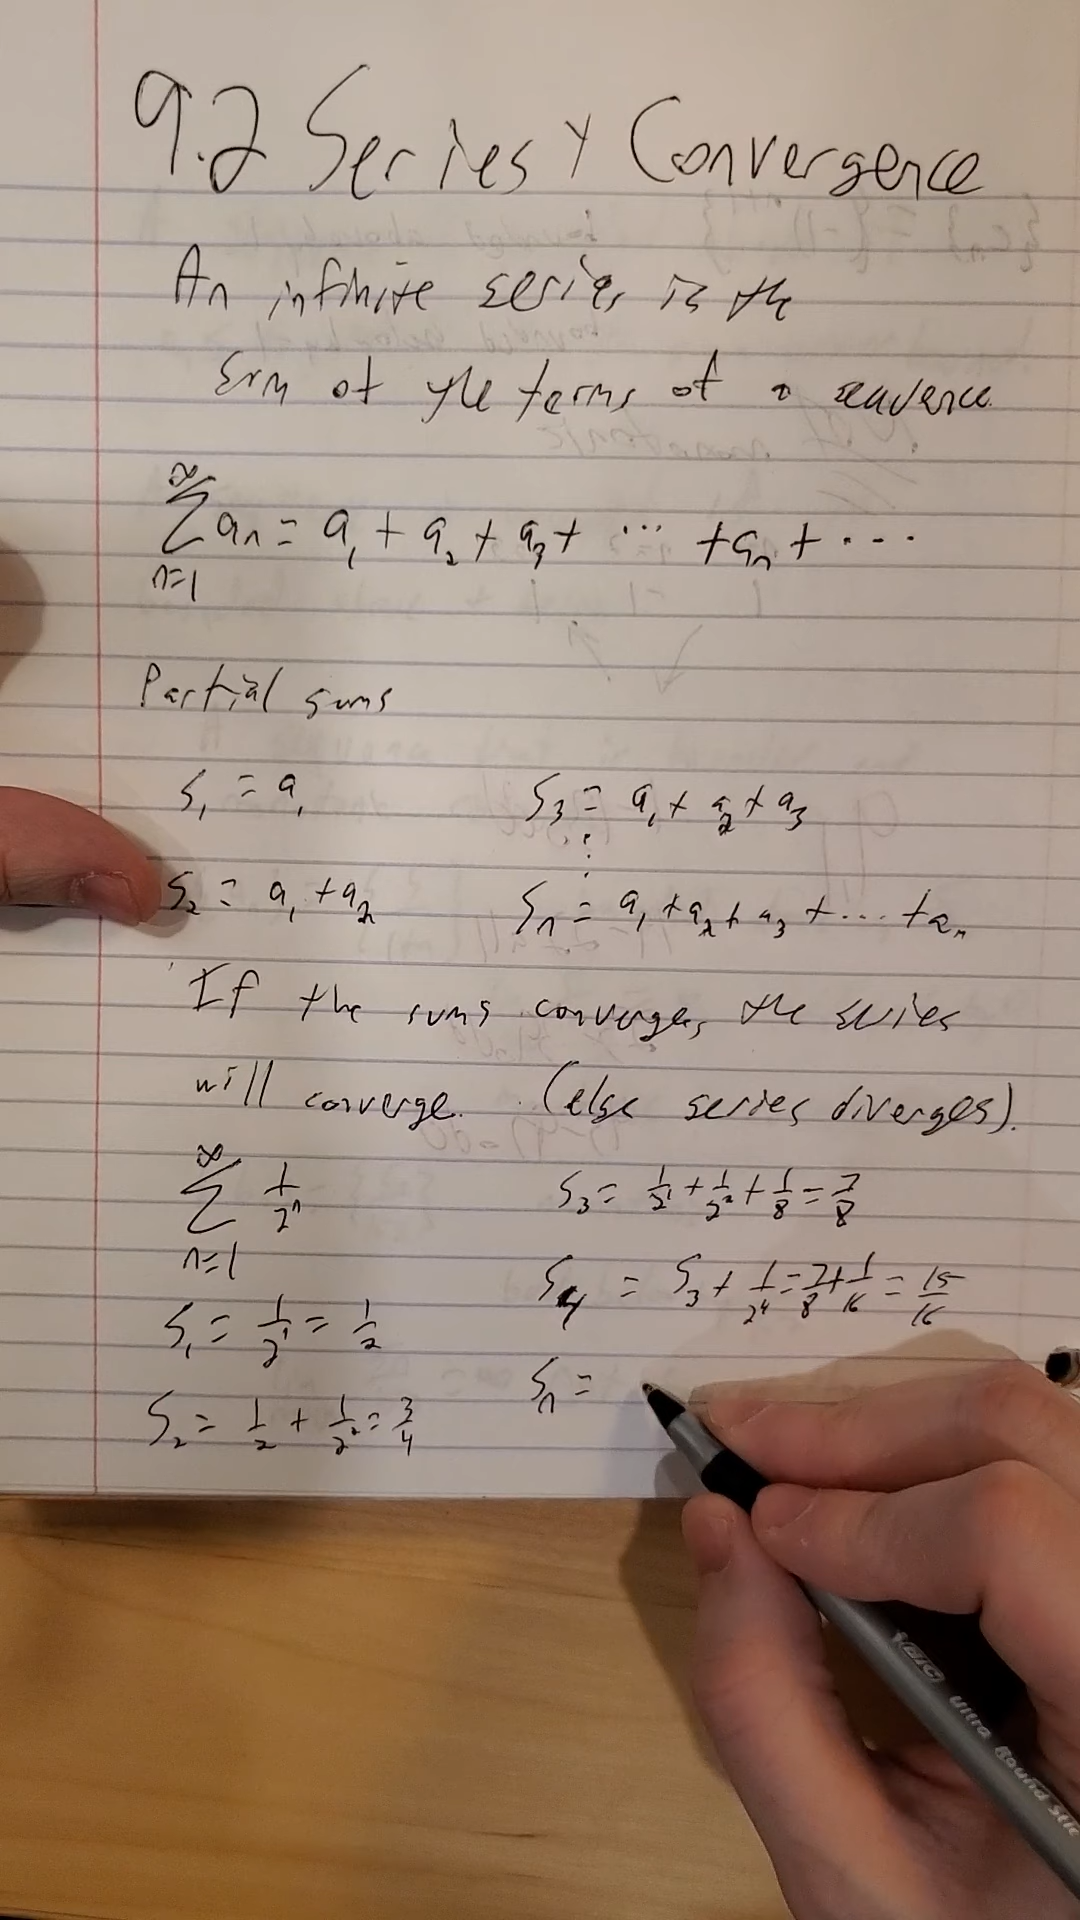 9.2 Series & Convergence
An infinite series is the
sum of the terms of a sequence.
∞
∑ aₙ = a₁ + a₂ + a₃ + ... + aₙ + ...
n=1
Partial sums
S₁ = a₁
S₂ = a₁ + a₂
S₃ = a₁ + a₂ + a₃
⋮
Sₙ = a₁ + a₂ + a₃ + ... + aₙ
If the sums converges, the series
will converge. (else series diverges).
∞
∑ 1/2ⁿ
n=1
S₁ = 1/2¹ = 1/2
S₂ = 1/2 + 1/2² = 3/4
S₃ = 1/2¹ + 1/2² + 1/8 = 7/8
S₄ = S₃ + 1/2⁴ = 7/8 + 1/16 = 15/16
Sₙ =
BIC Ultra Round Stic